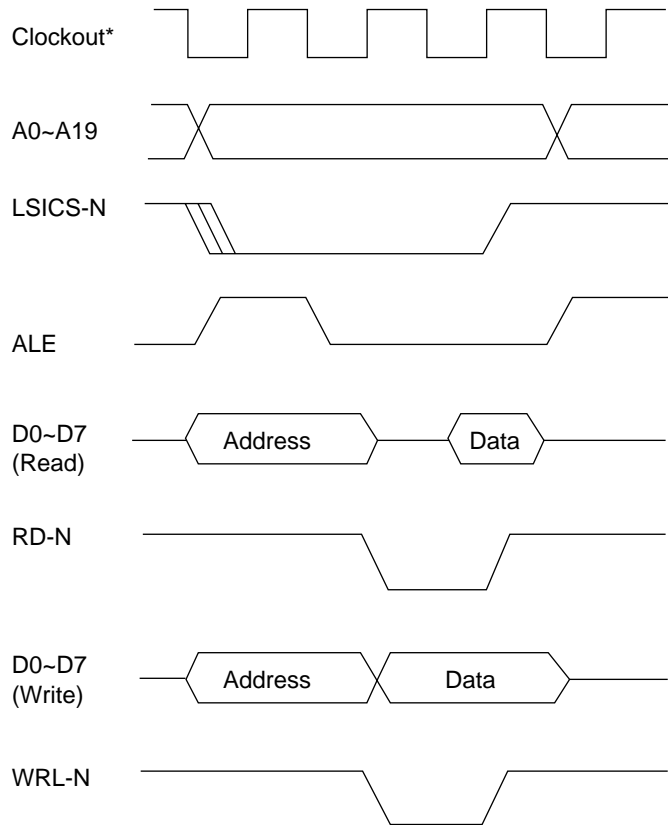 Clockout*
A0~A19
LSICS-N
ALE
D0~D7
(Read)
Address
Data
RD-N
D0~D7
(Write)
Address
Data
WRL-N